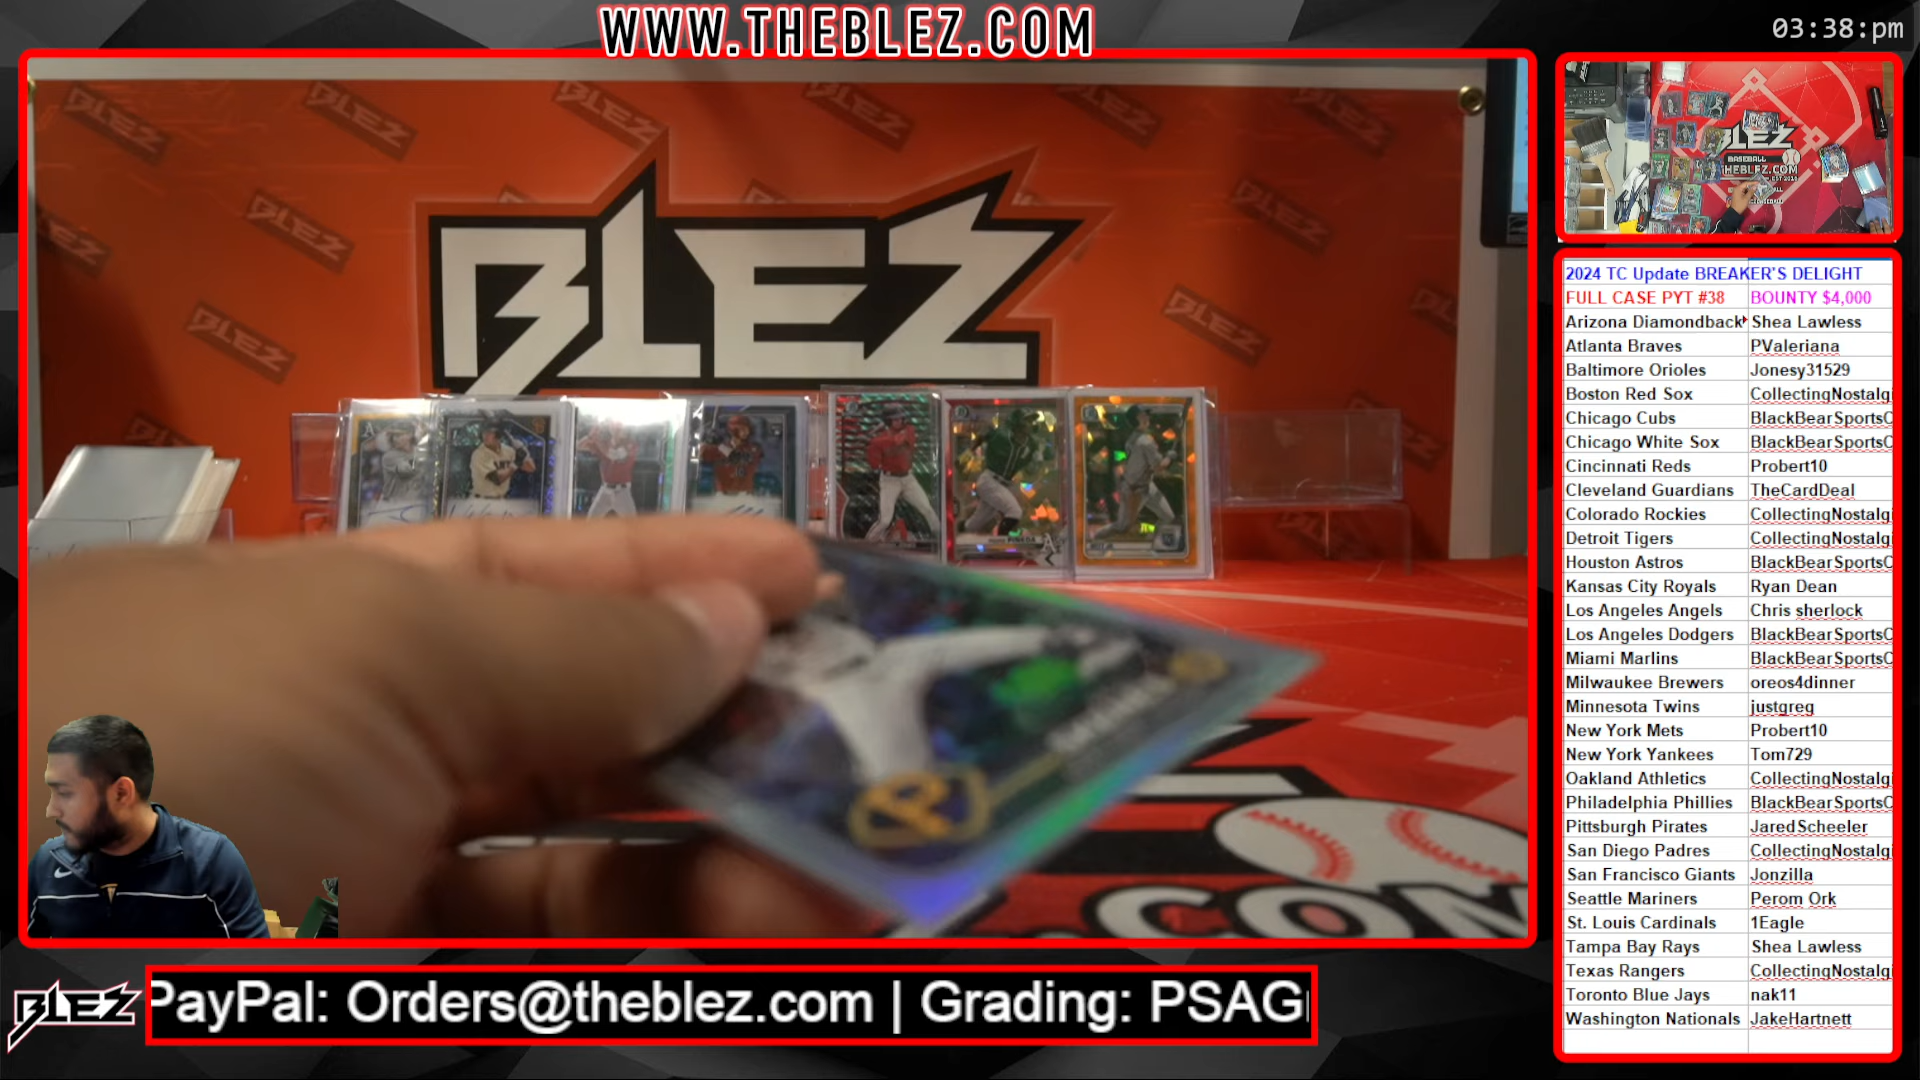 WWW.THEBLEZ.COM
03:38:pm
BLEZ
2024 TC Update BREAKER'S DELIGHT
FULL CASE PYT #38 BOUNTY $4,000
Arizona Diamondback Shea Lawless
Atlanta Braves PValeriana
Baltimore Orioles Jonesy31529
Boston Red Sox CollectingNostalgi
Chicago Cubs BlackBearSportsC
Chicago White Sox BlackBearSportsC
Cincinnati Reds Probert10
Cleveland Guardians TheCardDeal
Colorado Rockies CollectingNostalgi
Detroit Tigers CollectingNostalgi
Houston Astros BlackBearSportsC
Kansas City Royals Ryan Dean
Los Angeles Angels Chris sherlock
Los Angeles Dodgers BlackBearSportsC
Miami Marlins BlackBearSportsC
Milwaukee Brewers oreos4dinner
Minnesota Twins justgreg
New York Mets Probert10
New York Yankees Tom729
Oakland Athletics CollectingNostalgi
Philadelphia Phillies BlackBearSportsC
Pittsburgh Pirates JaredScheeler
San Diego Padres CollectingNostalgi
San Francisco Giants Jonzilla
Seattle Mariners Perom Ork
St. Louis Cardinals 1Eagle
Tampa Bay Rays Shea Lawless
Texas Rangers CollectingNostalgi
Toronto Blue Jays nak11
Washington Nationals JakeHartnett
BLEZ
PayPal: Orders@theblez.com | Grading: PSAG